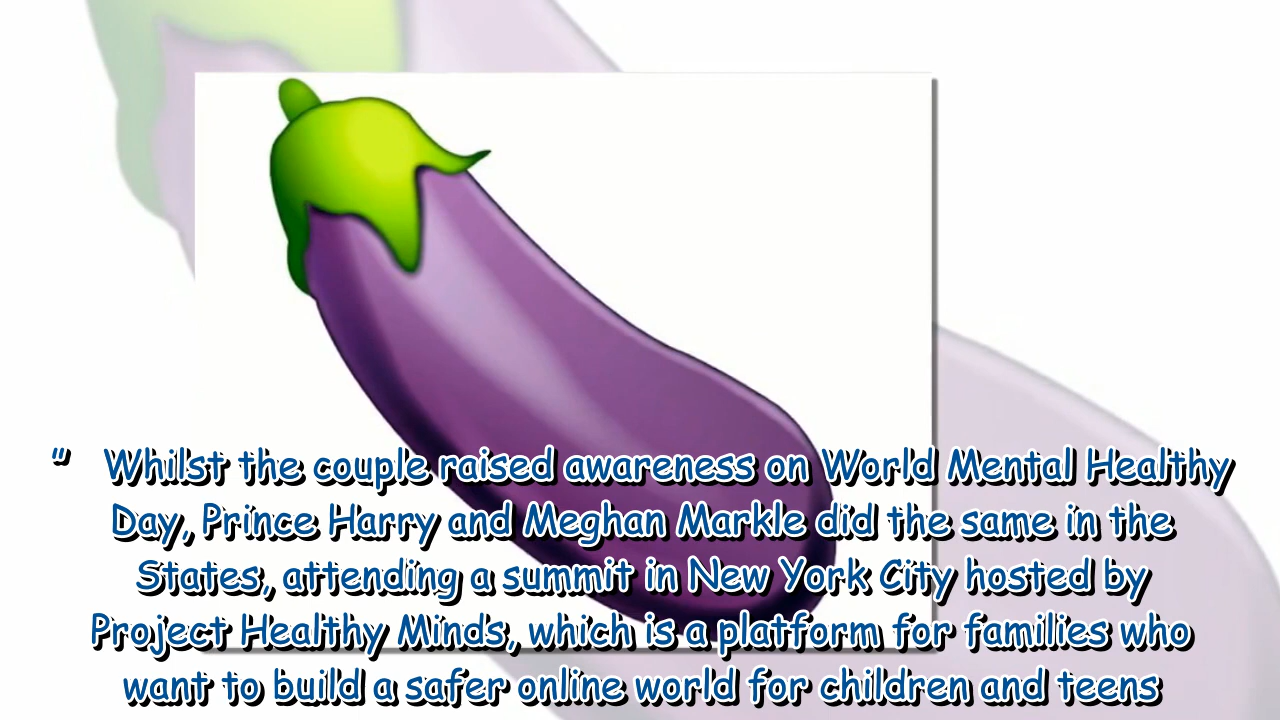 ” Whilst the couple raised awareness on World Mental Healthy
Day, Prince Harry and Meghan Markle did the same in the
States, attending a summit in New York City hosted by
Project Healthy Minds, which is a platform for families who
want to build a safer online world for children and teens